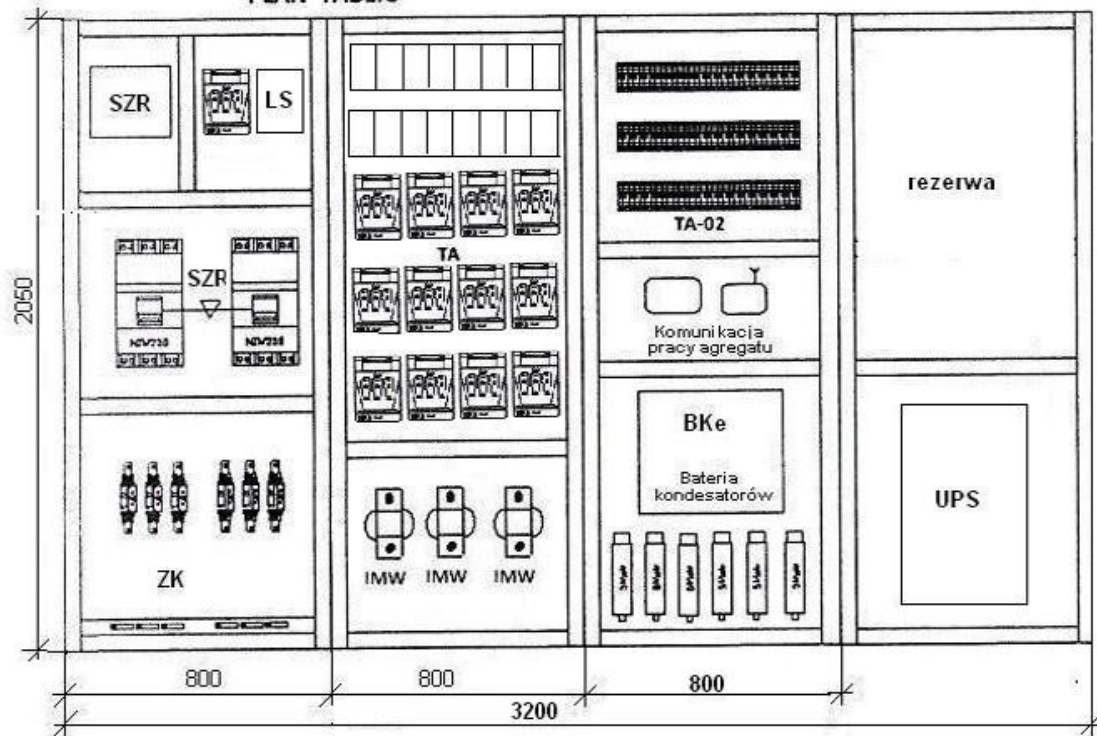 SZR
LS
SZR
TA
TA-02
rezerwa
Komunikacja
pracy agregatu
BKe
Bateria
kondesatorów
UPS
ZK
IMW IMW IMW
2050
800
800
800
3200